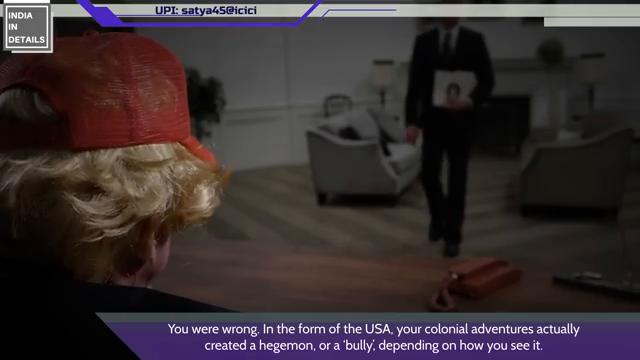 UPI: satya45@icici
INDIA
IN
DETAILS
You were wrong. In the form of the USA, your colonial adventures actually
created a hegemon, or a 'bully', depending on how you see it.